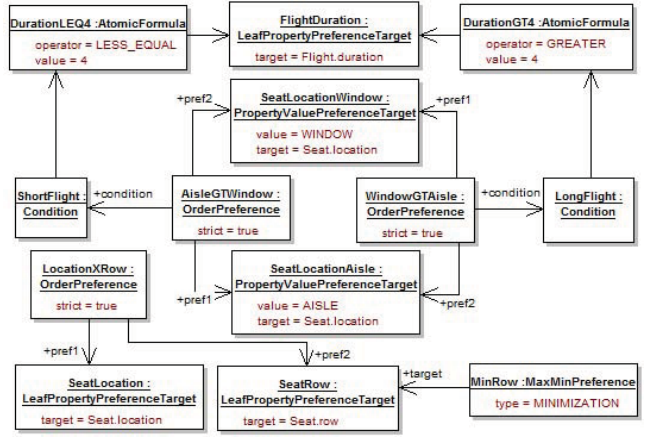 DurationLEQ4 :AtomicFormula
operator = LESS_EQUAL
value = 4
FlightDuration :
LeafPropertyPreferenceTarget
target = Flight.duration
DurationGT4 :AtomicFormula
operator = GREATER
value = 4
+pref2
SeatLocationWindow :
PropertyValuePreferenceTarget
value = WINDOW
target = Seat.location
+pref1
ShortFlight :
Condition
+condition
AisleGTWindow :
OrderPreference
strict = true
WindowGTAisle :
OrderPreference
strict = true
+condition
LongFlight :
Condition
LocationXRow :
OrderPreference
strict = true
+pref1
SeatLocationAisle :
PropertyValuePreferenceTarget
value = AISLE
target = Seat.location
+pref2
+pref1
SeatLocation :
LeafPropertyPreferenceTarget
target = Seat.location
+pref2
SeatRow :
LeafPropertyPreferenceTarget
target = Seat.row
+target
MinRow :MaxMinPreference
type = MINIMIZATION